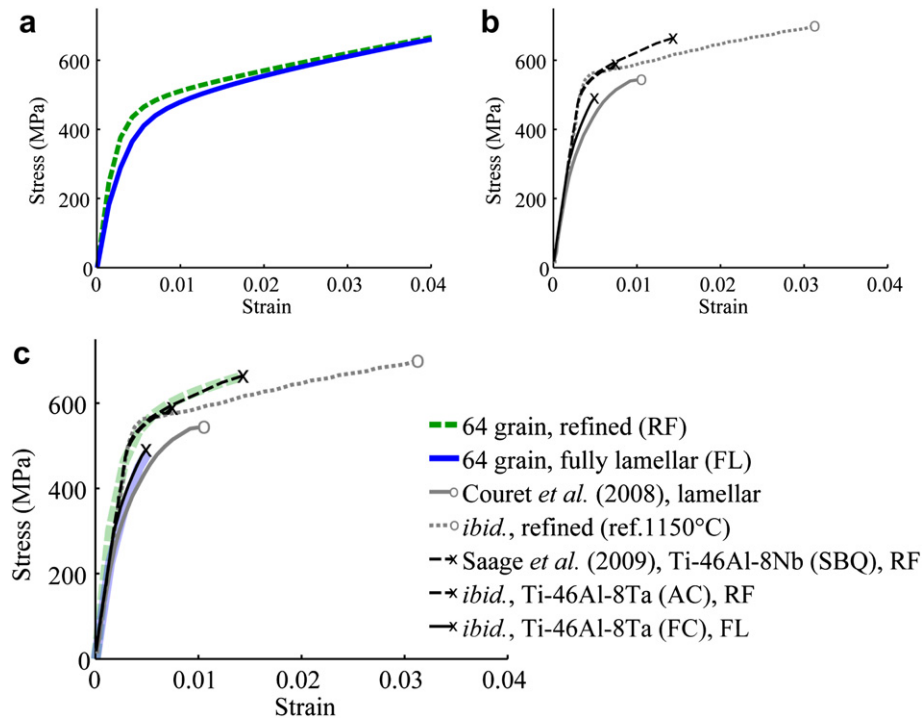 a
600
400
200
0
Stress (MPa)
0 0.01 0.02 0.03 0.04
Strain
b
600
400
200
0
Stress (MPa)
0 0.01 0.02 0.03 0.04
Strain
c
600
400
200
0
Stress (MPa)
0 0.01 0.02 0.03 0.04
Strain
64 grain, refined (RF)
64 grain, fully lamellar (FL)
Couret et al. (2008), lamellar
ibid., refined (ref.1150°C)
Saage et al. (2009), Ti-46Al-8Nb (SBQ), RF
ibid., Ti-46Al-8Ta (AC), RF
ibid., Ti-46Al-8Ta (FC), FL